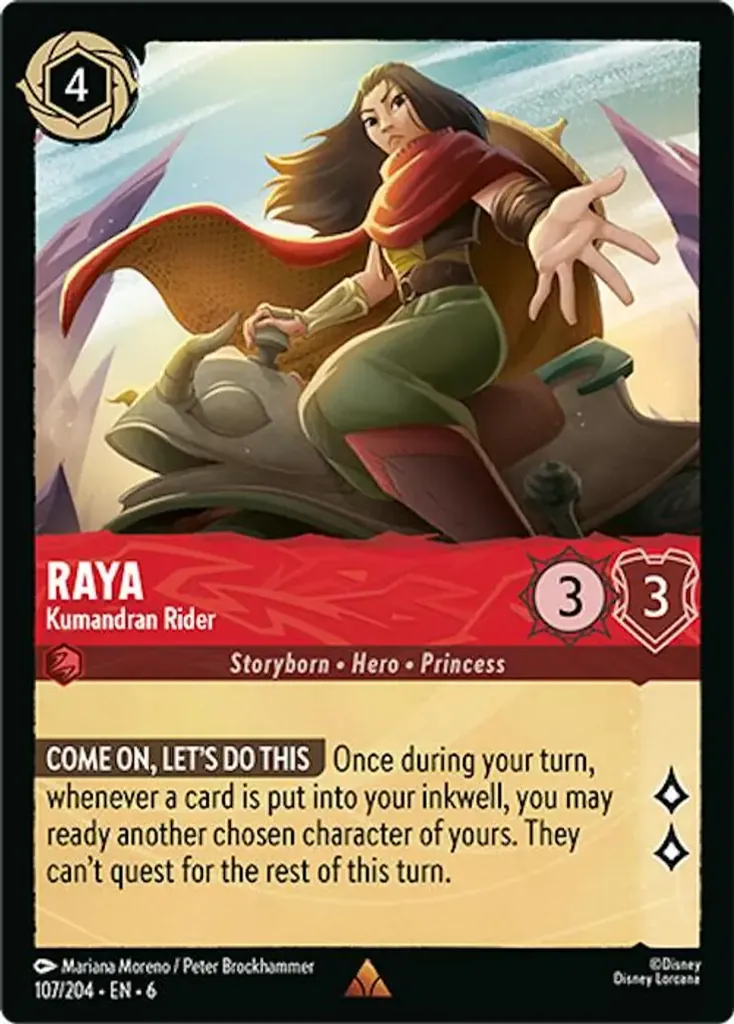 4
RAYA
Kumandran Rider
3
3
Storyborn • Hero • Princess
COME ON, LET'S DO THIS Once during your turn,
whenever a card is put into your inkwell, you may
ready another chosen character of yours. They
can't quest for the rest of this turn.
Mariana Moreno / Peter Brockhammer
107/204 • EN • 6
©Disney
Disney Lorcana